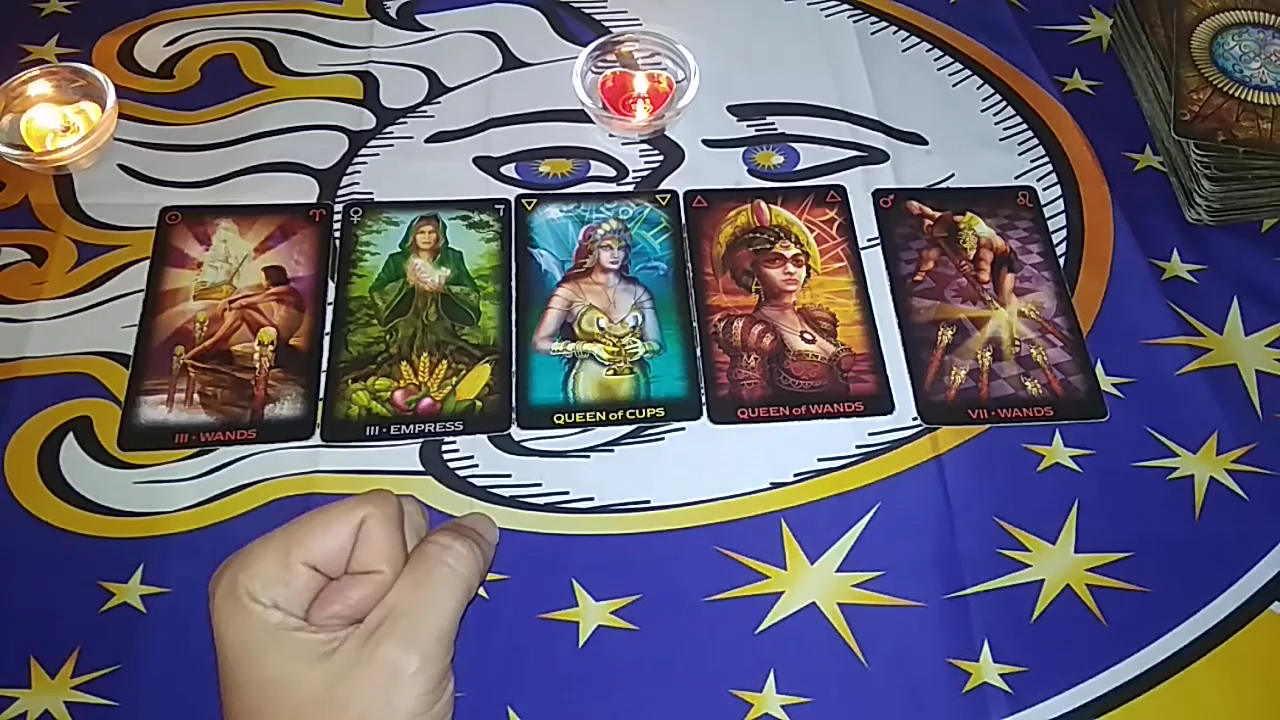 III • WANDS
III • EMPRESS
QUEEN of CUPS
QUEEN of WANDS
VII • WANDS